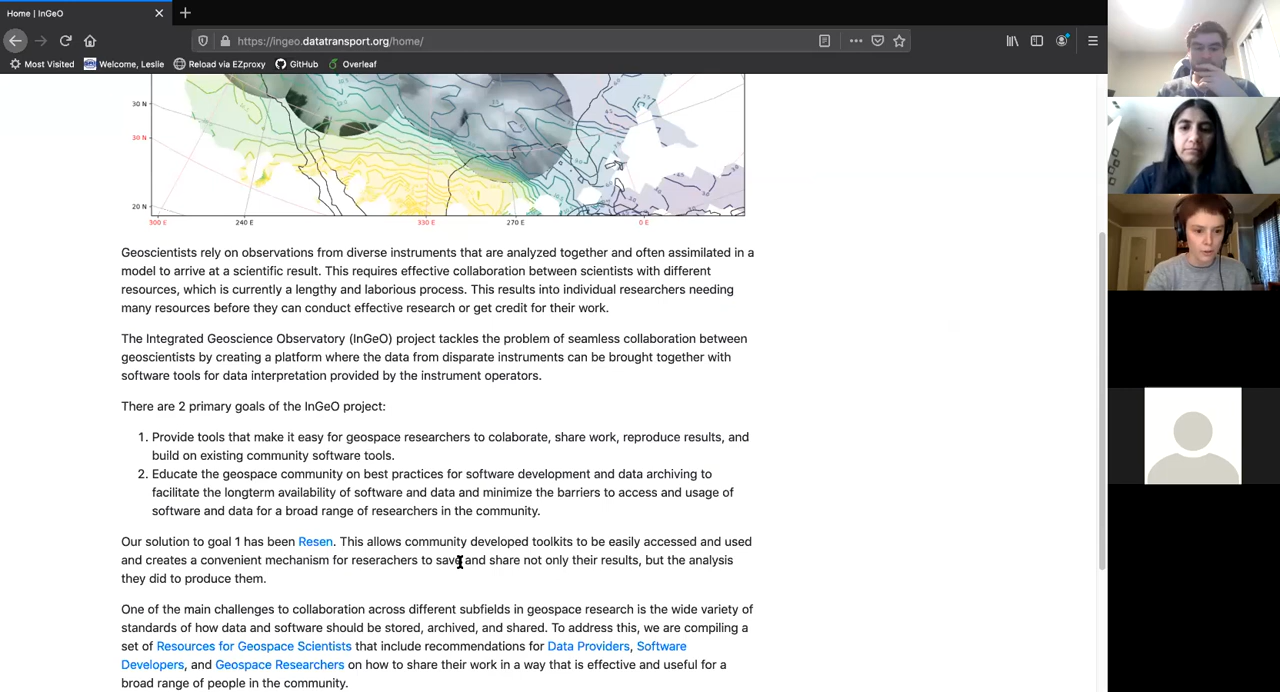 Home | InGeO
https://ingeo.datatransport.org/home/
Most Visited Welcome, Leslie Reload via EZproxy GitHub Overleaf
30 N
30 N
20 N
300 E 240 E 330 E 270 E 0 E
Geoscientists rely on observations from diverse instruments that are analyzed together and often assimilated in a
model to arrive at a scientific result. This requires effective collaboration between scientists with different
resources, which is currently a lengthy and laborious process. This results into individual researchers needing
many resources before they can conduct effective research or get credit for their work.
The Integrated Geoscience Observatory (InGeO) project tackles the problem of seamless collaboration between
geoscientists by creating a platform where the data from disparate instruments can be brought together with
software tools for data interpretation provided by the instrument operators.
There are 2 primary goals of the InGeO project:
1. Provide tools that make it easy for geospace researchers to colaborate, share work, reproduce results, and
build on existing community software tools.
2. Educate the geospace community on best practices for software development and data archiving to
facilitate the longterm availability of software and data and minimize the barriers to access and usage of
software and data for a broad range of researchers in the community.
Our solution to goal 1 has been Resen. This allows community developed toolkits to be easily accessed and used
and creates a convenient mechanism for reserachers to save and share not only their results, but the analysis
they did to produce them.
One of the main challenges to collaboration across different subfields in geospace research is the wide variety of
standards of how data and software should be stored, archived, and shared. To address this, we are compiling a
set of Resources for Geospace Scientists that include recommendations for Data Providers, Software
Developers, and Geospace Researchers on how to share their work in a way that is effective and useful for a
broad range of people in the community.